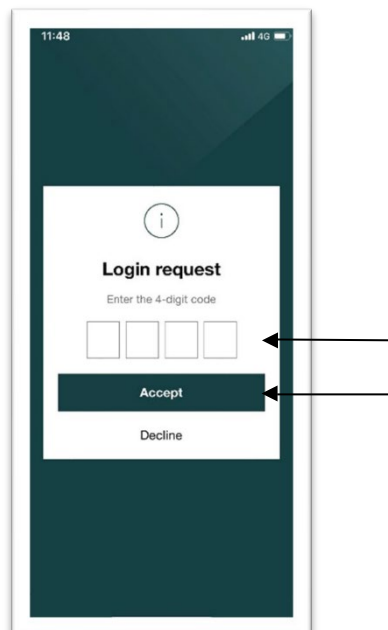 11:48 4G
i
Login request
Enter the 4-digit code
Accept
Decline